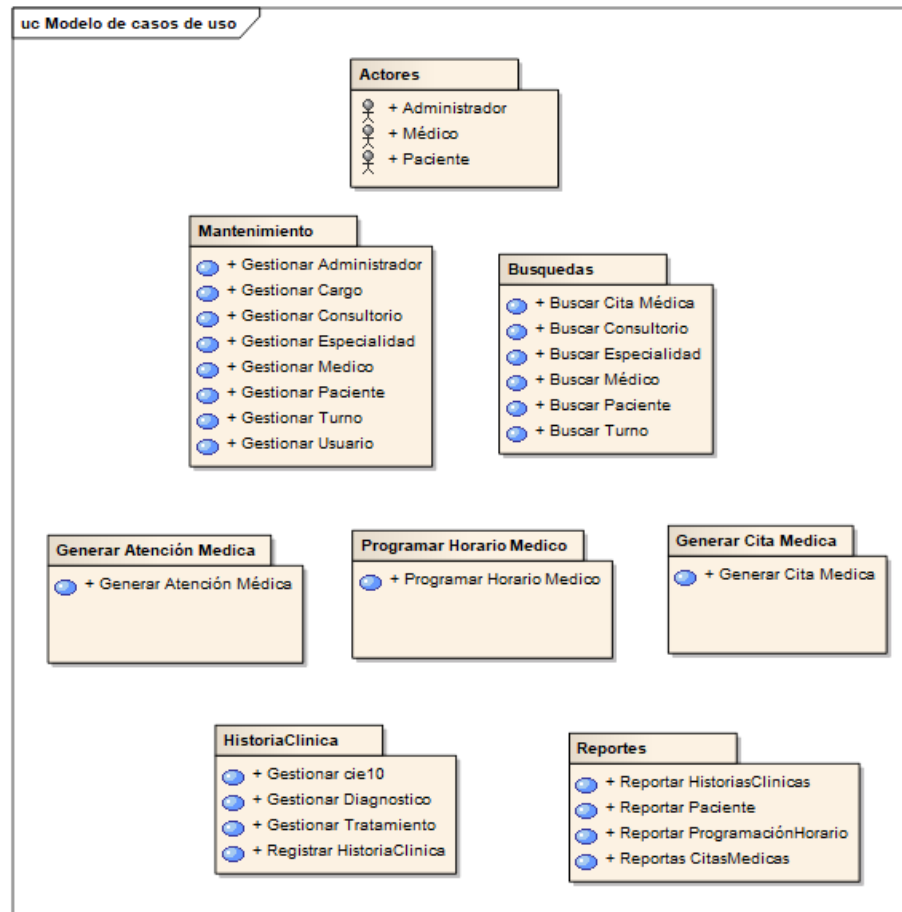 uc Modelo de casos de uso
Actores
+ Administrador
+ Médico
+ Paciente
Mantenimiento
+ Gestionar Administrador
+ Gestionar Cargo
+ Gestionar Consultorio
+ Gestionar Especialidad
+ Gestionar Medico
+ Gestionar Paciente
+ Gestionar Turno
+ Gestionar Usuario
Busquedas
+ Buscar Cita Médica
+ Buscar Consultorio
+ Buscar Especialidad
+ Buscar Médico
+ Buscar Paciente
+ Buscar Turno
Generar Atención Medica
+ Generar Atención Médica
Programar Horario Medico
+ Programar Horario Medico
Generar Cita Medica
+ Generar Cita Medica
HistoriaClinica
+ Gestionar cie10
+ Gestionar Diagnostico
+ Gestionar Tratamiento
+ Registrar HistoriaClinica
Reportes
+ Reportar HistoriasClinicas
+ Reportar Paciente
+ Reportar ProgramaciónHorario
+ Reportas CitasMedicas